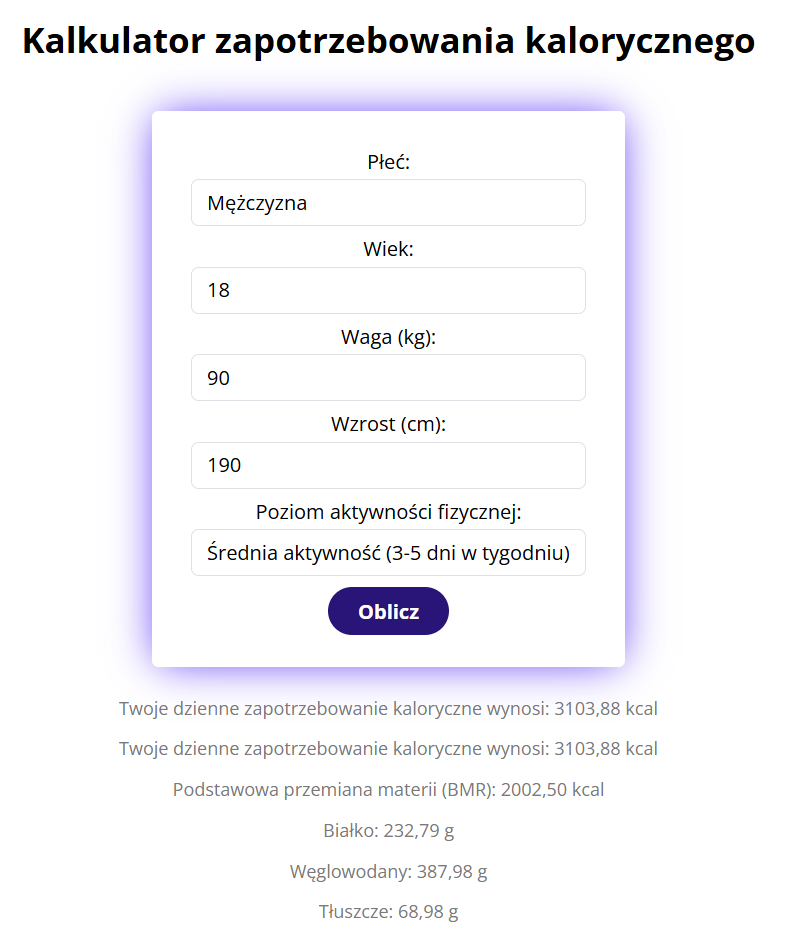 Kalkulator zapotrzebowania kalorycznego
Płeć:
Mężczyzna
Wiek:
18
Waga (kg):
90
Wzrost (cm):
190
Poziom aktywności fizycznej:
Średnia aktywność (3-5 dni w tygodniu)
Oblicz
Twoje dzienne zapotrzebowanie kaloryczne wynosi: 3103,88 kcal
Twoje dzienne zapotrzebowanie kaloryczne wynosi: 3103,88 kcal
Podstawowa przemiana materii (BMR): 2002,50 kcal
Białko: 232,79 g
Węglowodany: 387,98 g
Tłuszcze: 68,98 g